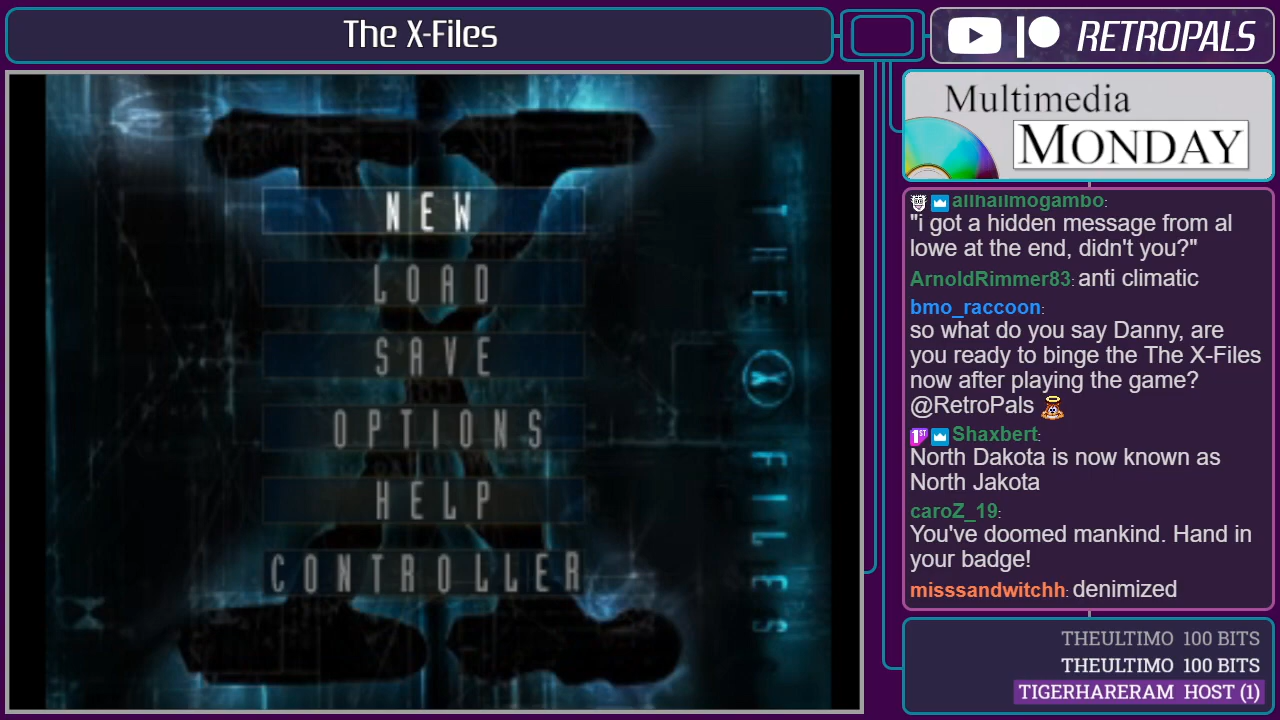 The X-Files
RETROPALS
Multimedia
MONDAY
NEW
LOAD
SAVE
OPTIONS
HELP
CONTROLLER
THE X FILES
allhailmogambo:
"i got a hidden message from al
lowe at the end, didn't you?"
ArnoldRimmer83: anti climatic
bmo_raccoon:
so what do you say Danny, are
you ready to binge the The X-Files
now after playing the game?
@RetroPals
1ST Shaxbert:
North Dakota is now known as
North Jakota
caroZ_19:
You've doomed mankind. Hand in
your badge!
misssandwitchh: denimized
THEULTIMO 100 BITS
THEULTIMO 100 BITS
TIGERHARERAM HOST (1)